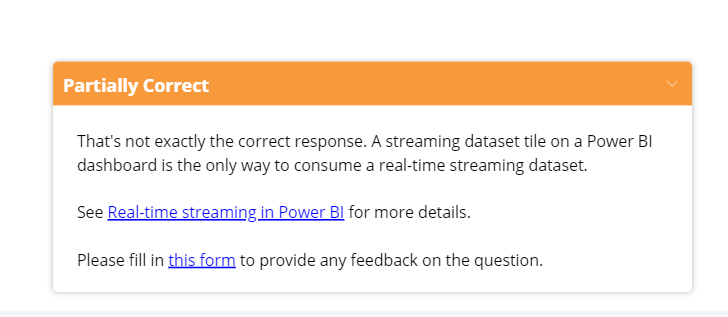 Partially Correct
That's not exactly the correct response. A streaming dataset tile on a Power BI
dashboard is the only way to consume a real-time streaming dataset.
See Real-time streaming in Power BI for more details.
Please fill in this form to provide any feedback on the question.